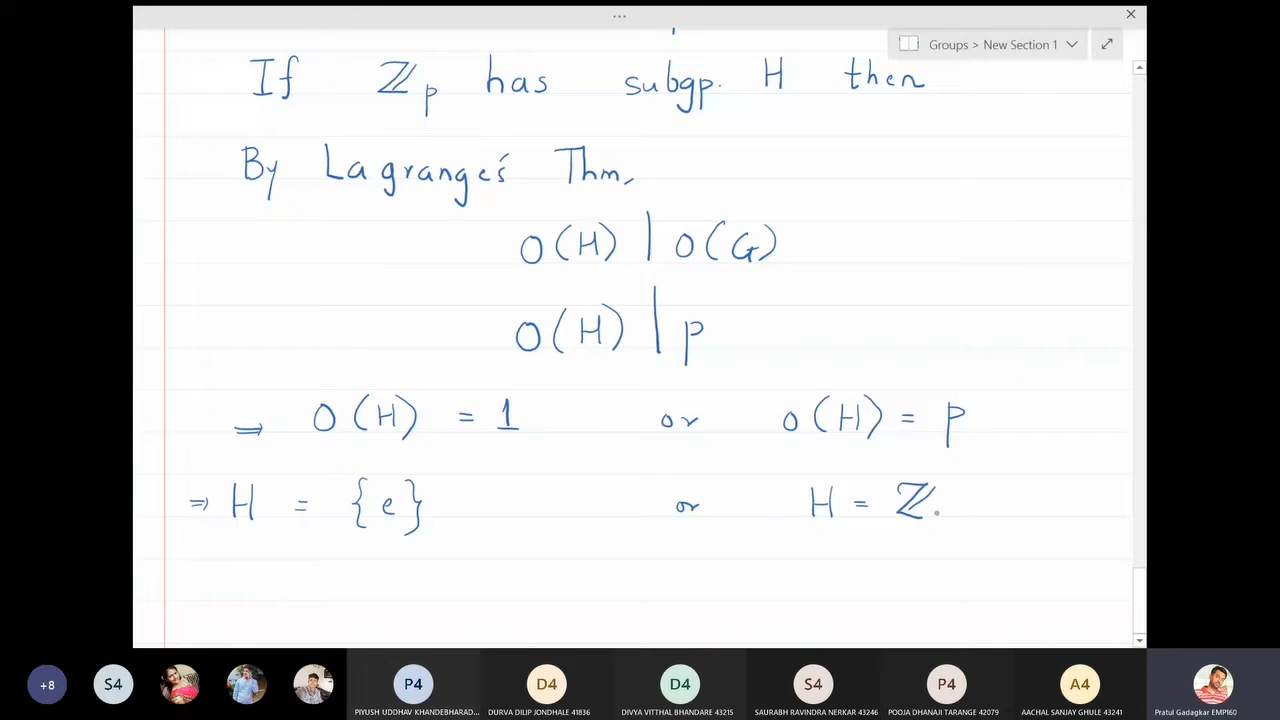 Groups > New Section 1
If ℤp has subgp. H then
By Lagrange's Thm,
O(H) | O(G)
O(H) | p
⇒ O(H) = 1 or O(H) = p
⇒ H = {e} or H = ℤ
+8 S4 P4 D4 D4 S4 P4 A4
PIYUSH UDDHAV KHANDEBHARAD... DURVA DILIP JONDHALE 41836 DIVYA VITTHAL BHANDARE 43215 SAURABH RAVINDRA NERKAR 43246 POOJA DHANAJI TARANGE 42079 AACHAL SANJAY GHULE 43241 Pratul Gadagkar EMP160